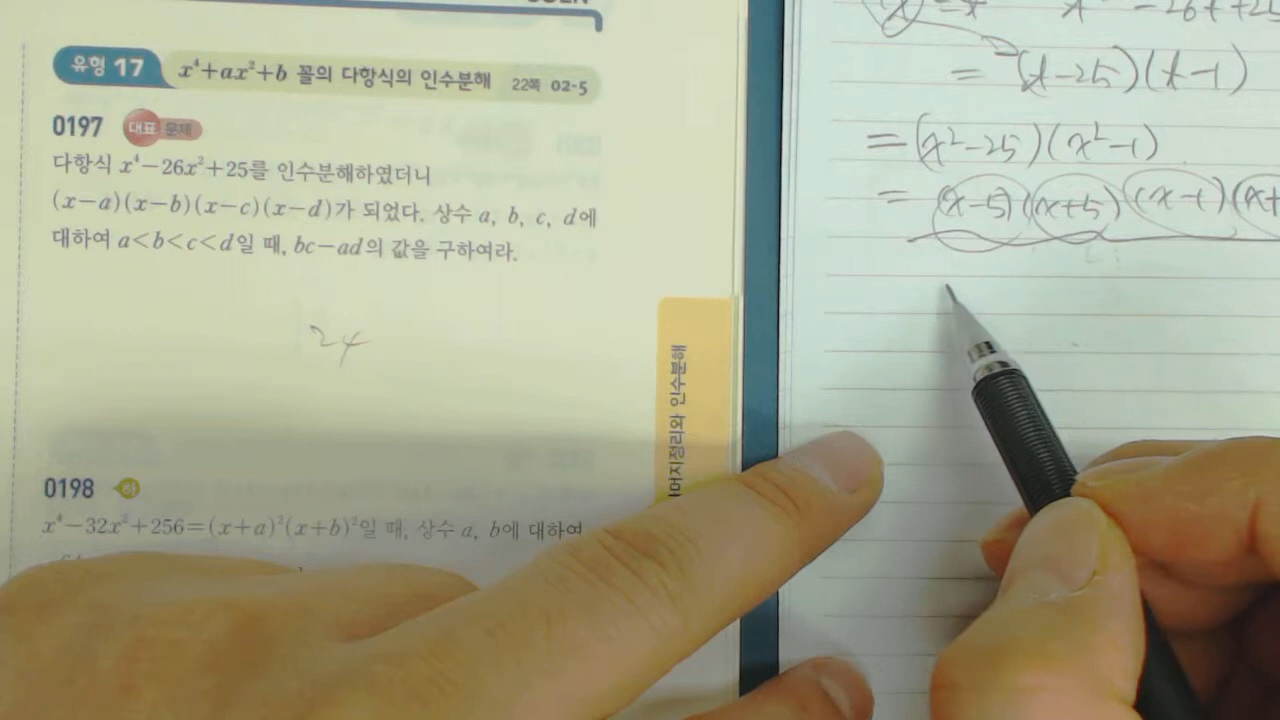 유형 17 x⁴+ax²+b 꼴의 다항식의 인수분해 22쪽 02-5
0197 대표 문제
다항식 x⁴-26x²+25를 인수분해하였더니
(x-a)(x-b)(x-c)(x-d)가 되었다. 상수 a, b, c, d에
대하여 a<b<c<d일 때, bc-ad의 값을 구하여라.
24
0198 하
x⁴-32x²+256=(x+a)²(x+b)²일 때, 상수 a, b에 대하여
머지정리와 인수분해
=(x-25)(x-1)
=(x²-25)(x²-1)
=(x-5)(x+5)(x-1)(x+